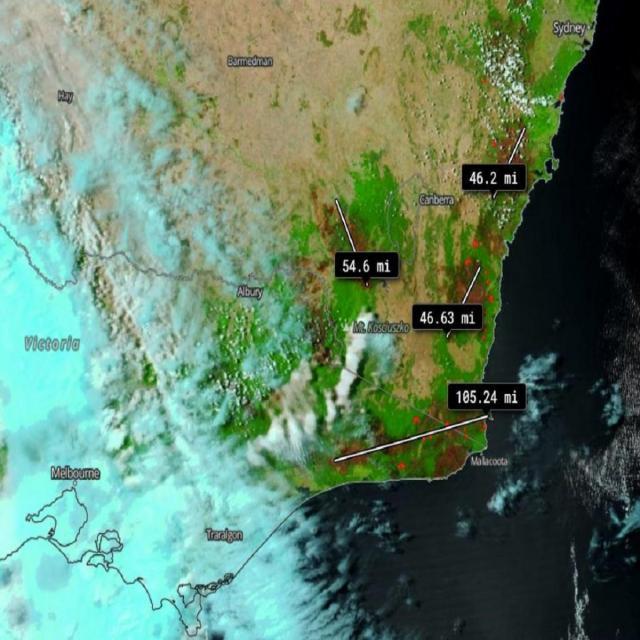 Sydney
Barmedman
Hay
46.2 mi
Canberra
54.6 mi
Albury
46.63 mi
Mt. Kosciuszko
Victoria
105.24 mi
Mallacoota
Melbourne
Traralgon